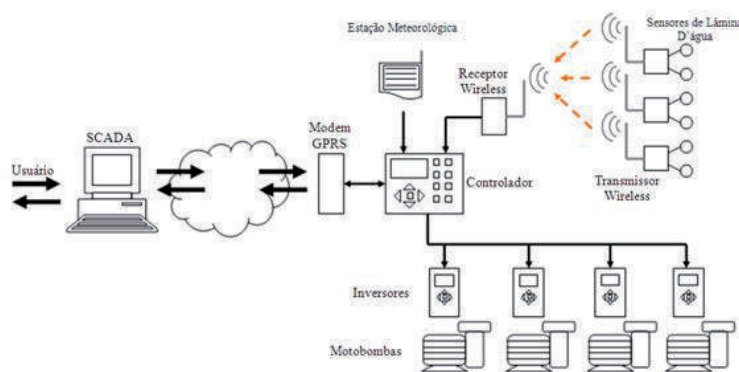 Estação Meteorológica
Sensores de Lâmina
D'água
Receptor
Wireless
Modem
GPRS
SCADA
Usuário
Controlador
Transmissor
Wireless
Inversores
Motobombas